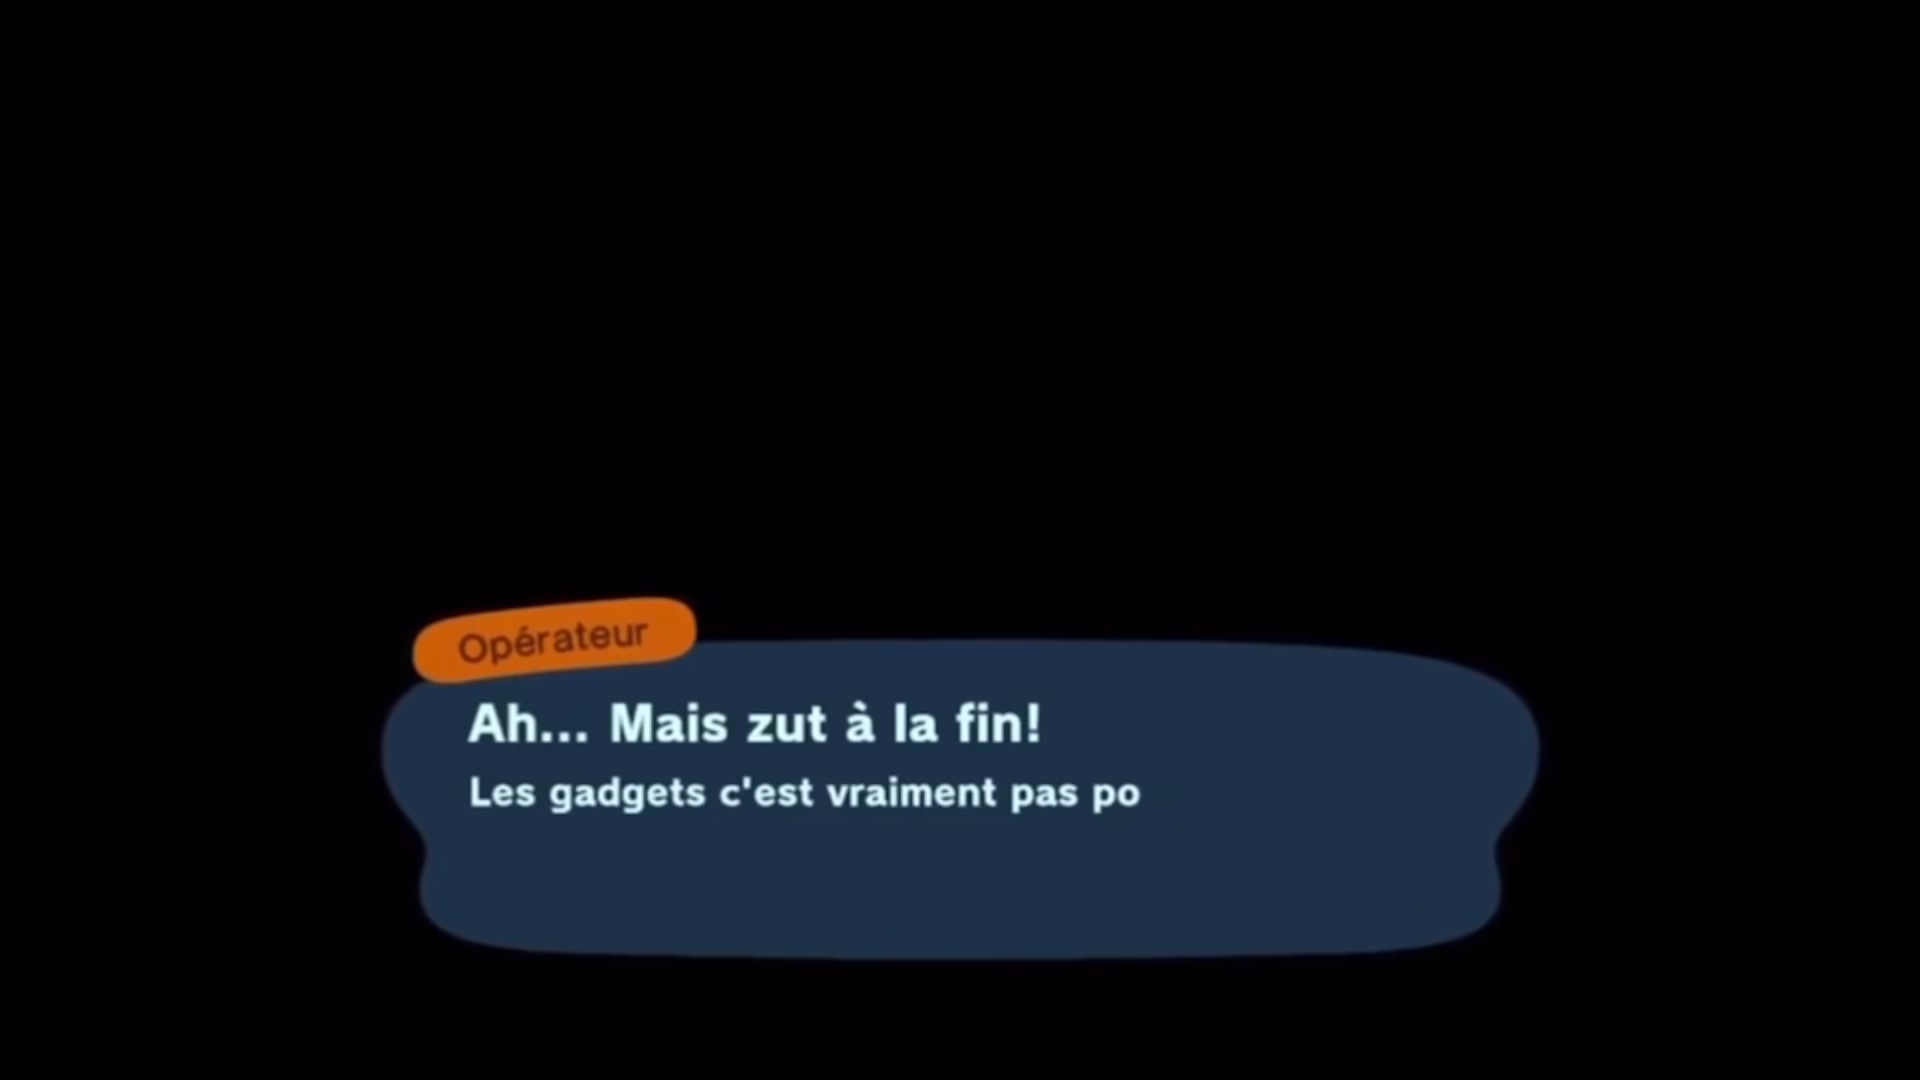 Opérateur
Ah... Mais zut à la fin!
Les gadgets c'est vraiment pas po